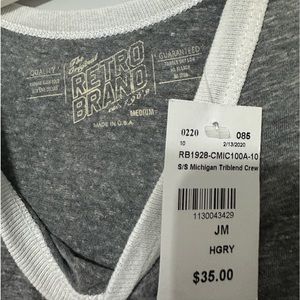 The Original
RETRO
BRAND
QUALITY
GUARANTEED
MEDIUM
MADE IN U.S.A.
0220 085
10 2/13/2020
RB1928-CMIC100A-10
S/S Michigan Triblend Crew
1130043429
JM
HGRY
$35.00